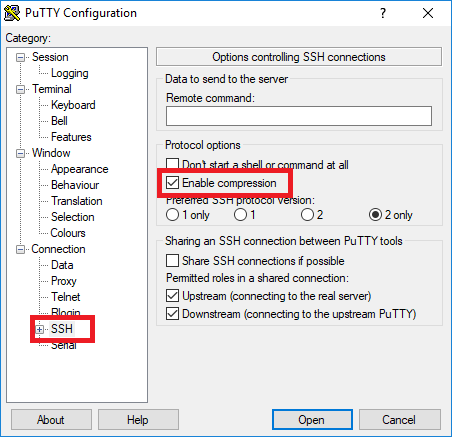 PuTTY Configuration
?
Category:
Session
Logging
Terminal
Keyboard
Bell
Features
Window
Appearance
Behaviour
Translation
Selection
Colours
Connection
Data
Proxy
Telnet
Rlogin
SSH
Serial
Options controlling SSH connections
Data to send to the server
Remote command:
Protocol options
Don't start a shell or command at all
Enable compression
Preferred SSH protocol version:
1 only 1 2 2 only
Sharing an SSH connection between PuTTY tools
Share SSH connections if possible
Permitted roles in a shared connection:
Upstream (connecting to the real server)
Downstream (connecting to the upstream PuTTY)
About Help Open Cancel